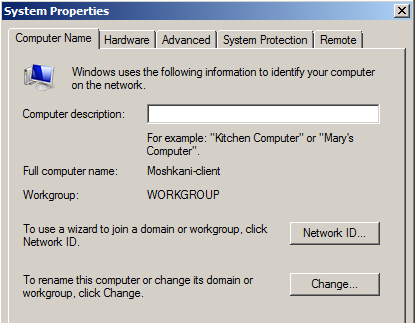 System Properties
Computer Name Hardware Advanced System Protection Remote
Windows uses the following information to identify your computer
on the network.
Computer description:
For example: "Kitchen Computer" or "Mary's
Computer".
Full computer name: Moshkani-client
Workgroup: WORKGROUP
To use a wizard to join a domain or workgroup, click
Network ID.
Network ID...
To rename this computer or change its domain or
workgroup, click Change.
Change...